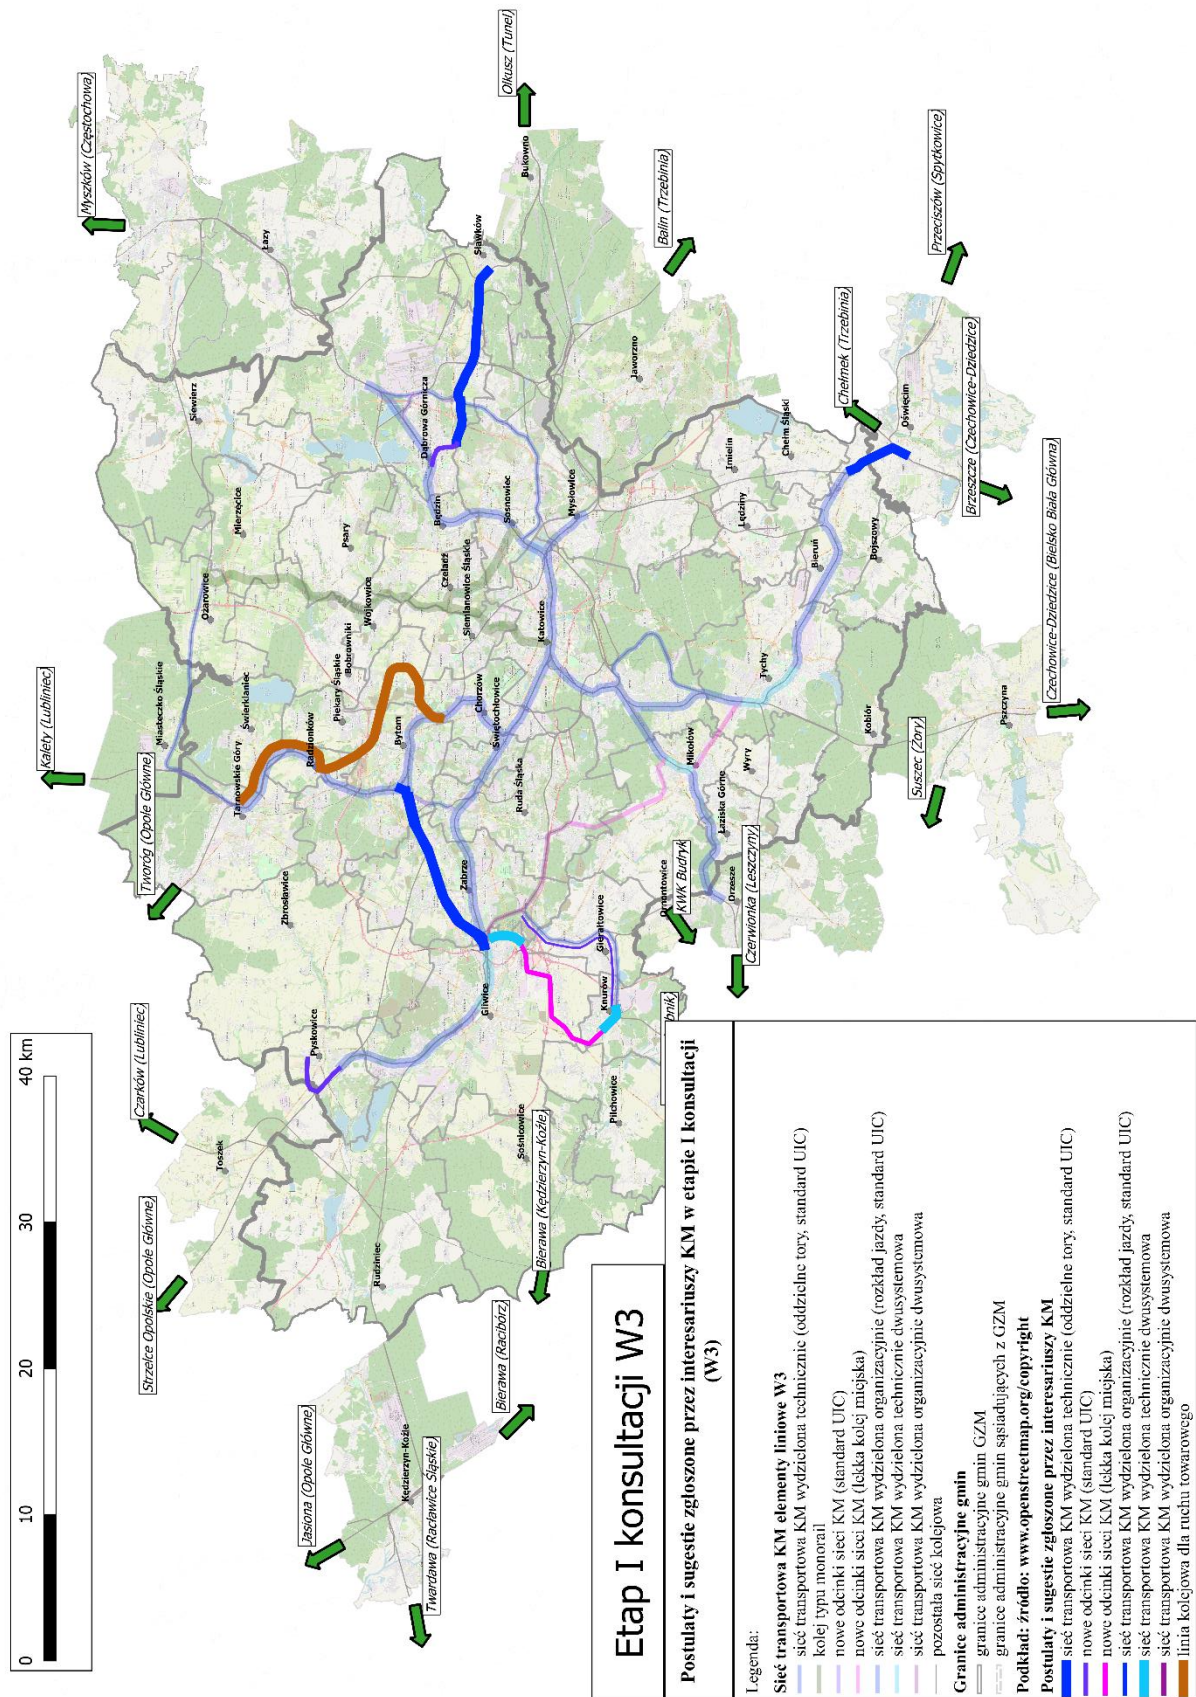 0 10 20 30 40 km
Myszków (Częstochowa)
Olkusz (Tunel)
Balin (Trzebinia)
Przeciszów (Spytkowice)
Chełmek (Trzebinia)
Brzeszcze (Czechowice-Dziedzice)
Czechowice-Dziedzice (Bielsko Biała Główna)
Suszec (Żory)
KWK Budryk
Czerwionka (Leszczyny)
Kalety (Lubliniec)
Tworóg (Opole Główne)
Czarków (Lubliniec)
Strzelce Opolskie (Opole Główne)
Jasiona (Opole Główne)
Twardawa (Racławice Śląskie)
Bierawa (Racibórz)
Bierawa (Kędzierzyn-Koźle)
bnik)
Łazy
Bukowno
Sławków
Siewierz
Dąbrowa Górnicza
Jaworzno
Oświęcim
Chełm Śląski
Imielin
Mierzęcice
Psary
Będzin
Sosnowiec
Mysłowice
Lędziny
Bieruń
Bojszowy
Ożarowice
Wojkowice
Czeladź
Siemianowice Śląskie
Katowice
Tychy
Kobiór
Pszczyna
Miasteczko Śląskie
Świerklaniec
Bobrowniki
Piekary Śląskie
Radzionków
Bytom
Chorzów
Świętochłowice
Ruda Śląska
Mikołów
Wyry
Łaziska Górne
Orzesze
Ornontowice
Tarnowskie Góry
Zbrosławice
Zabrze
Gierałtowice
Knurów
Gliwice
Pyskowice
Pilchowice
Sośnicowice
Toszek
Rudziniec
Kędzierzyn-Koźle
Etap I konsultacji W3
Postulaty i sugestie zgłoszone przez interesariuszy KM w etapie I konsultacji
(W3)
Legenda:
Sieć transportowa KM elementy liniowe W3
sieć transportowa KM wydzielona technicznie (oddzielne tory, standard UIC)
kolej typu monorail
nowe odcinki sieci KM (standard UIC)
nowe odcinki sieci KM (lekka kolej miejska)
sieć transportowa KM wydzielona organizacyjnie (rozkład jazdy, standard UIC)
sieć transportowa KM wydzielona technicznie dwusystemowa
sieć transportowa KM wydzielona organizacyjnie dwusystemowa
pozostała sieć kolejowa
Granice administracyjne gmin
granice administracyjne gmin GZM
granice administracyjne gmin sąsiadujących z GZM
Podkład: źródło: www.openstreetmap.org/copyright
Postulaty i sugestie zgłoszone przez interesariuszy KM
sieć transportowa KM wydzielona technicznie (oddzielne tory, standard UIC)
nowe odcinki sieci KM (standard UIC)
nowe odcinki sieci KM (lekka kolej miejska)
sieć transportowa KM wydzielona organizacyjnie (rozkład jazdy, standard UIC)
sieć transportowa KM wydzielona technicznie dwusystemowa
sieć transportowa KM wydzielona organizacyjnie dwusystemowa
linia kolejowa dla ruchu towarowego